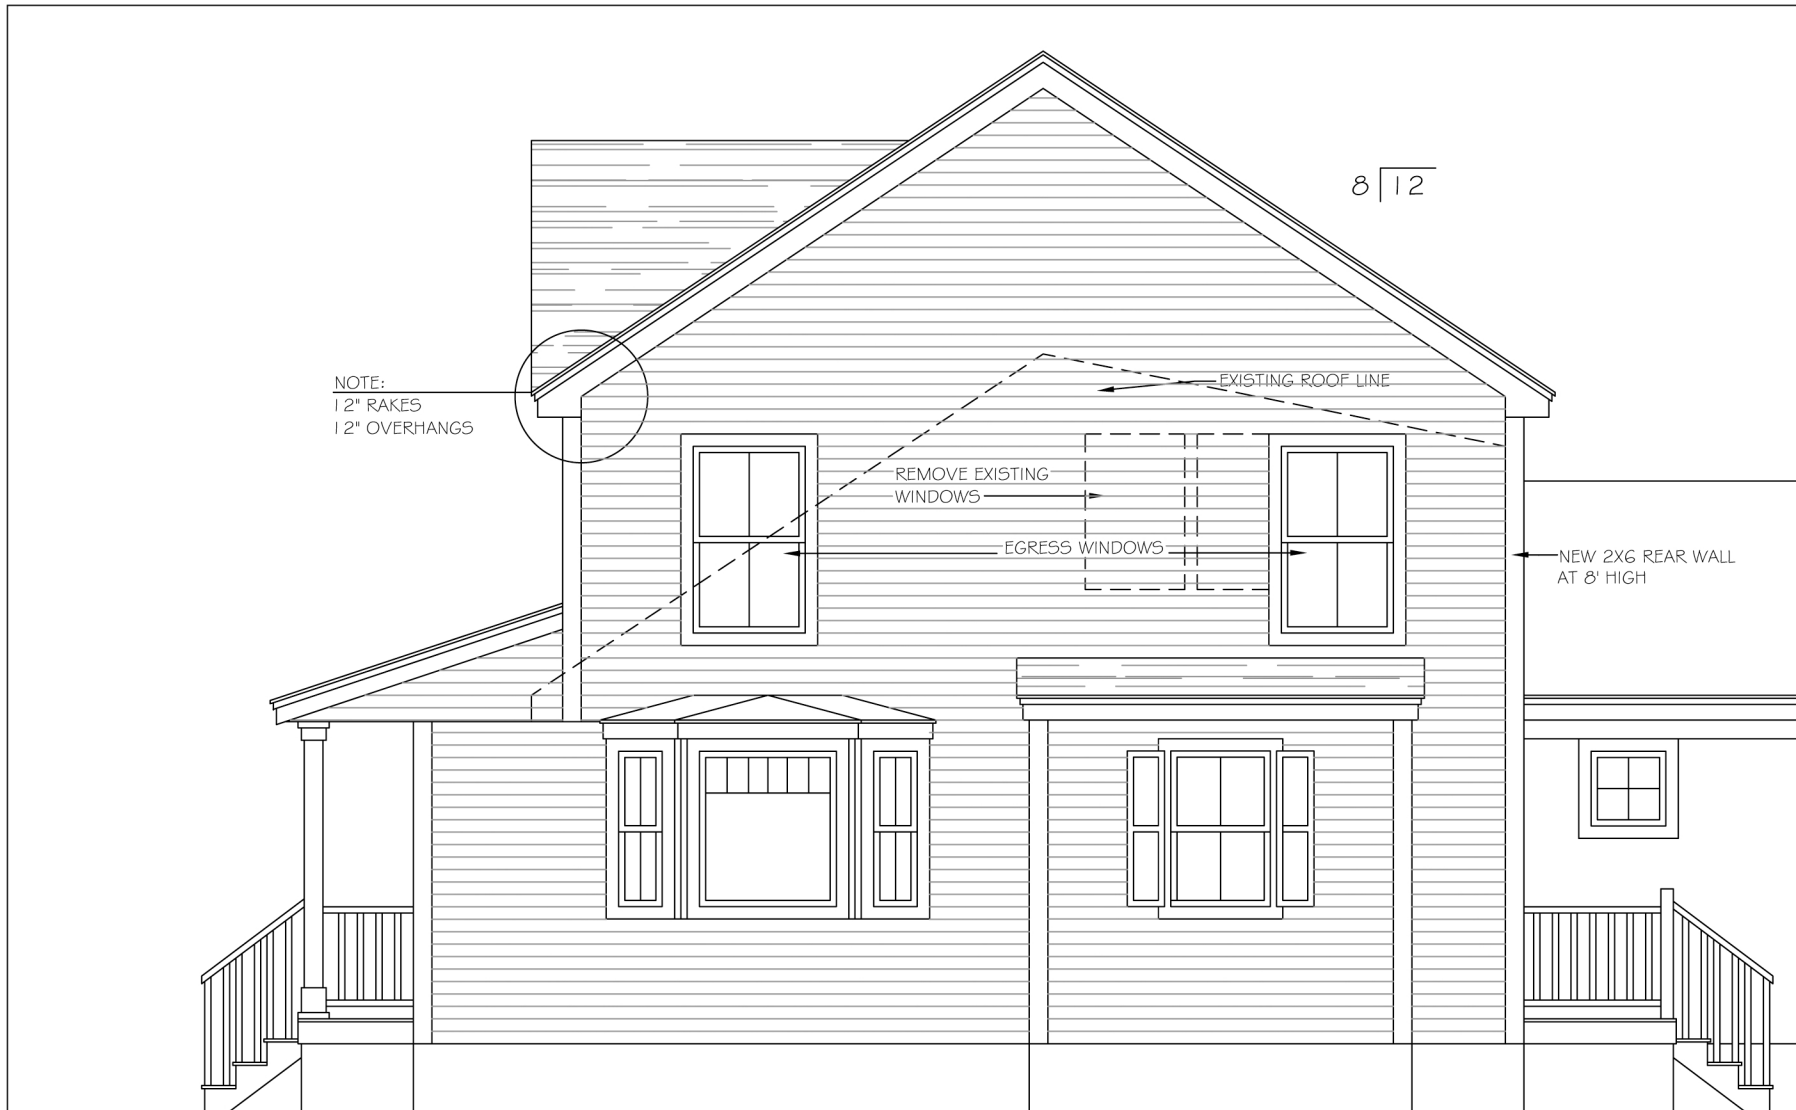 8 12
NOTE:
12" RAKES
12" OVERHANGS
EXISTING ROOF LINE
REMOVE EXISTING
WINDOWS
EGRESS WINDOWS
NEW 2X6 REAR WALL
AT 8' HIGH